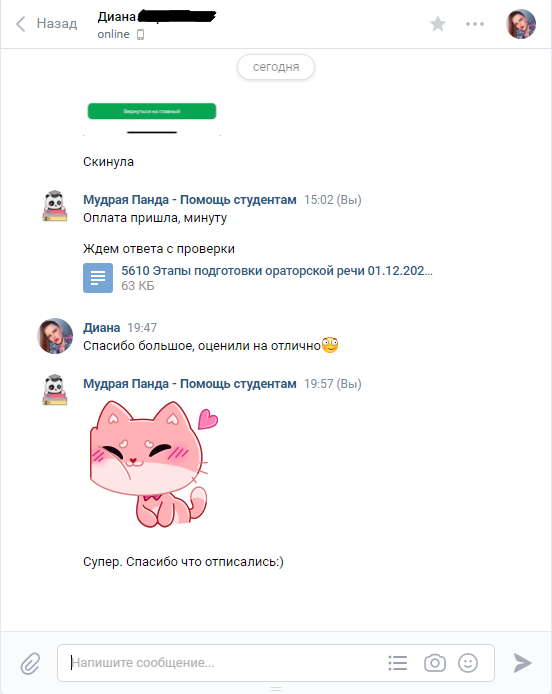 Назад
Диана
online
сегодня
Вернуться на главный
Скинула
Мудрая Панда - Помощь студентам 15:02 (Вы)
Оплата пришла, минуту
Ждем ответа с проверки
5610 Этапы подготовки ораторской речи 01.12.202...
63 КБ
Диана 19:47
Спасибо большое, оценили на отлично
Мудрая Панда - Помощь студентам 19:57 (Вы)
Супер. Спасибо что отписались:)
Напишите сообщение...